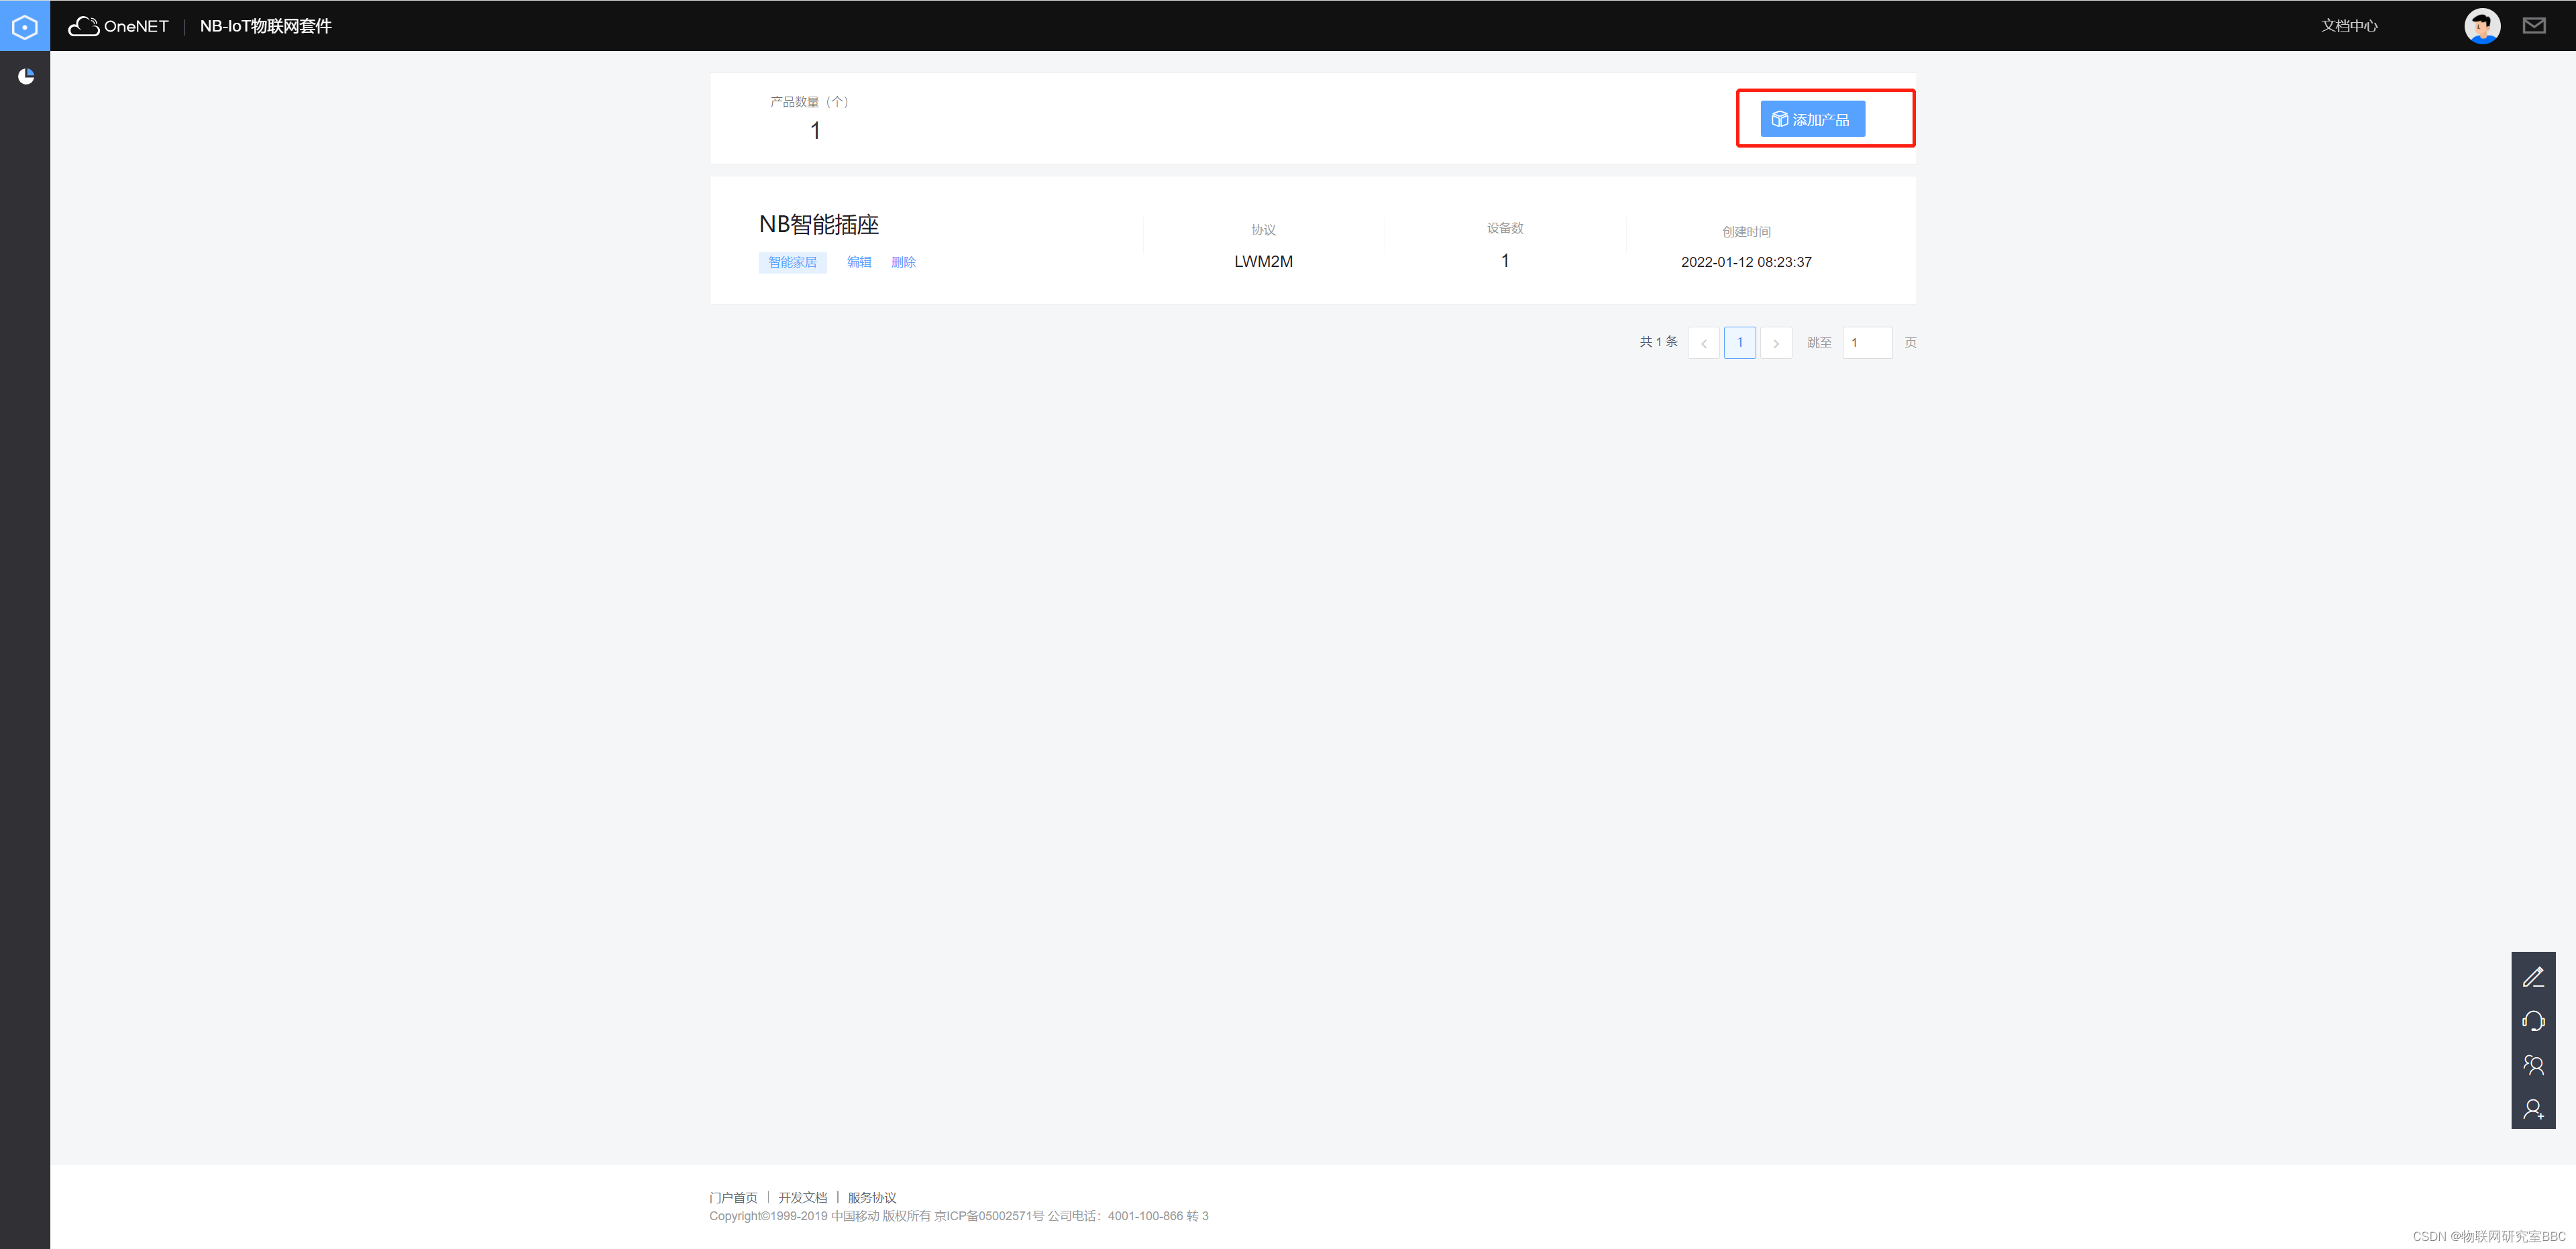 OneNET | NB-IoT物联网套件 文档中心
产品数量（个）
1
添加产品
NB智能插座
智能家居 编辑 删除
协议
LWM2M
设备数
1
创建时间
2022-01-12 08:23:37
共 1 条 < 1 > 跳至 1 页
门户首页 | 开发文档 | 服务协议
Copyright©1999-2019 中国移动 版权所有 京ICP备05002571号 公司电话：4001-100-866 转 3
CSDN @物联网研究室BBC